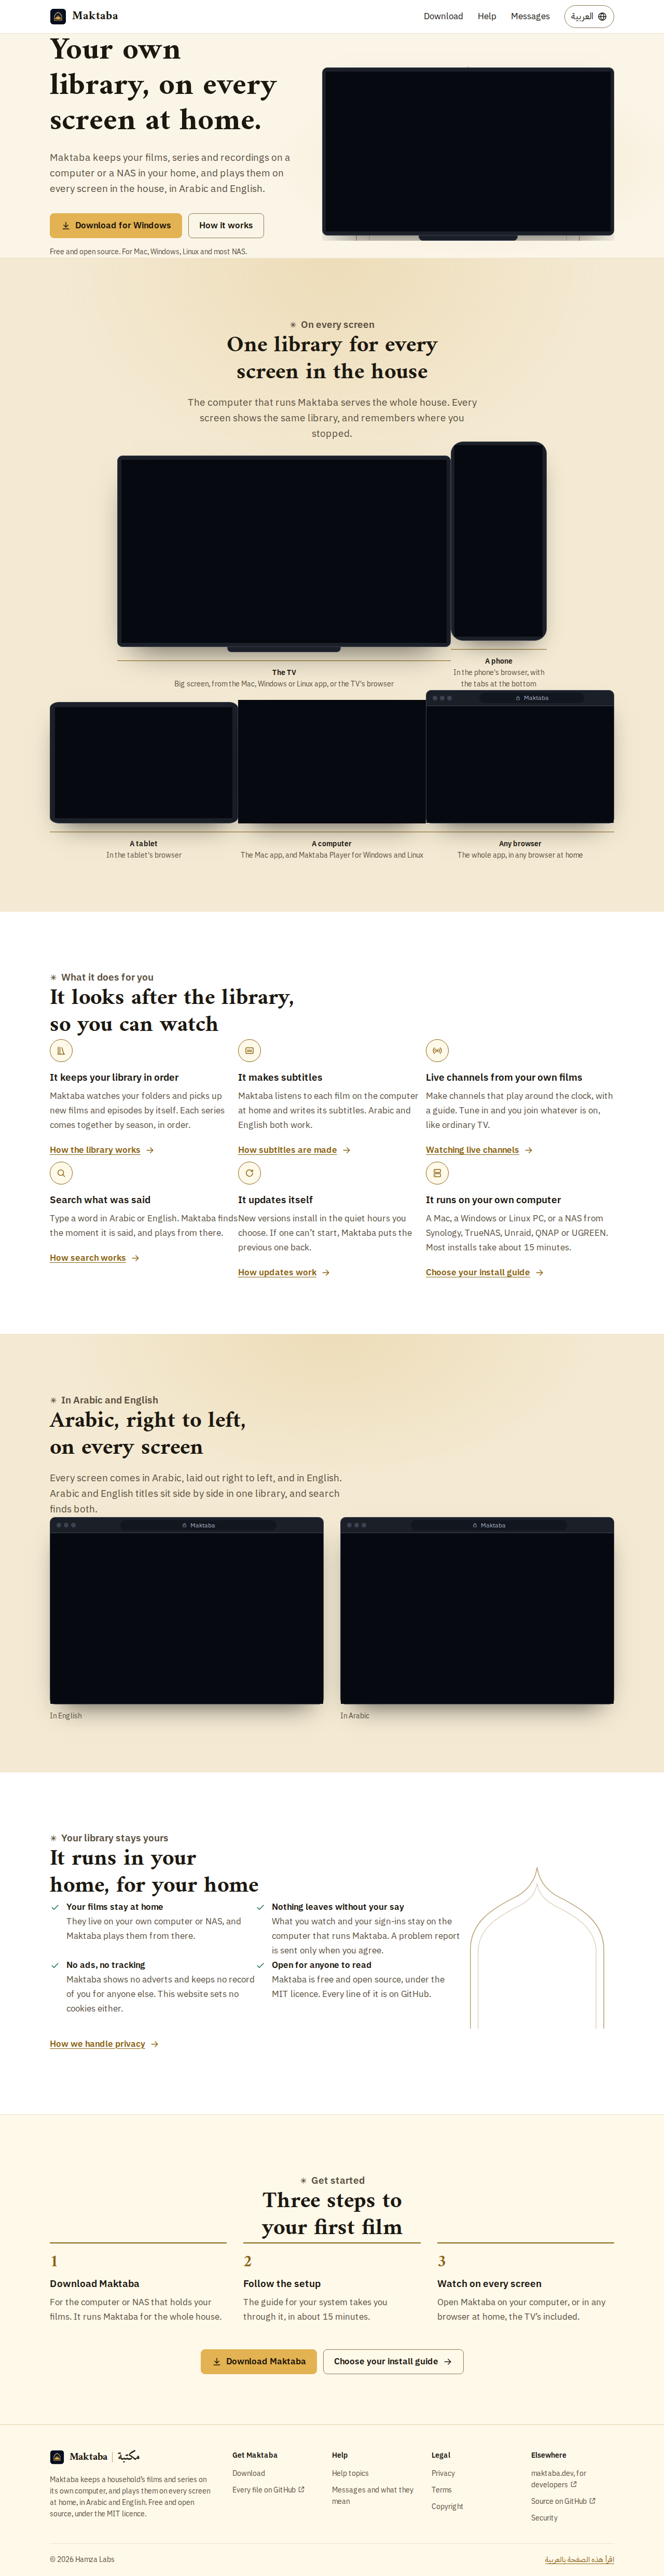 Maktaba
Download Help Messages العربية
Your own
library, on every
screen at home.
Maktaba keeps your films, series and recordings on a
computer or a NAS in your home, and plays them on
every screen in the house, in Arabic and English.
Download for Windows How it works
Free and open source. For Mac, Windows, Linux and most NAS.
On every screen
One library for every
screen in the house
The computer that runs Maktaba serves the whole house. Every
screen shows the same library, and remembers where you
stopped.
The TV
Big screen, from the Mac, Windows or Linux app, or the TV's browser
A phone
In the phone's browser, with
the tabs at the bottom
Maktaba
A tablet
In the tablet's browser
A computer
The Mac app, and Maktaba Player for Windows and Linux
Any browser
The whole app, in any browser at home
What it does for you
It looks after the library,
so you can watch
It keeps your library in order
Maktaba watches your folders and picks up
new films and episodes by itself. Each series
comes together by season, in order.
How the library works
It makes subtitles
Maktaba listens to each film on the computer
at home and writes its subtitles. Arabic and
English both work.
How subtitles are made
Live channels from your own films
Make channels that play around the clock, with
a guide. Tune in and you join whatever is on,
like ordinary TV.
Watching live channels
Search what was said
Type a word in Arabic or English. Maktaba finds
the moment it is said, and plays from there.
How search works
It updates itself
New versions install in the quiet hours you
choose. If one can't start, Maktaba puts the
previous one back.
How updates work
It runs on your own computer
A Mac, a Windows or Linux PC, or a NAS from
Synology, TrueNAS, Unraid, QNAP or UGREEN.
Most installs take about 15 minutes.
Choose your install guide
In Arabic and English
Arabic, right to left,
on every screen
Every screen comes in Arabic, laid out right to left, and in English.
Arabic and English titles sit side by side in one library, and search
finds both.
Maktaba
Maktaba
In English
In Arabic
Your library stays yours
It runs in your
home, for your home
Your films stay at home
They live on your own computer or NAS, and
Maktaba plays them from there.
Nothing leaves without your say
What you watch and your sign-ins stay on the
computer that runs Maktaba. A problem report
is sent only when you agree.
No ads, no tracking
Maktaba shows no adverts and keeps no record
of you for anyone else. This website sets no
cookies either.
Open for anyone to read
Maktaba is free and open source, under the
MIT licence. Every line of it is on GitHub.
How we handle privacy
Get started
Three steps to
your first film
1
Download Maktaba
For the computer or NAS that holds your
films. It runs Maktaba for the whole house.
2
Follow the setup
The guide for your system takes you
through it, in about 15 minutes.
3
Watch on every screen
Open Maktaba on your computer, or in any
browser at home, the TV's included.
Download Maktaba Choose your install guide
Maktaba | مكتبة
Maktaba keeps a household's films and series on
its own computer, and plays them on every screen
at home, in Arabic and English. Free and open
source, under the MIT licence.
Get Maktaba
Download
Every file on GitHub
Help
Help topics
Messages and what they
mean
Legal
Privacy
Terms
Copyright
Elsewhere
maktaba.dev, for
developers
Source on GitHub
Security
© 2026 Hamza Labs
اقرأ هذه الصفحة بالعربية